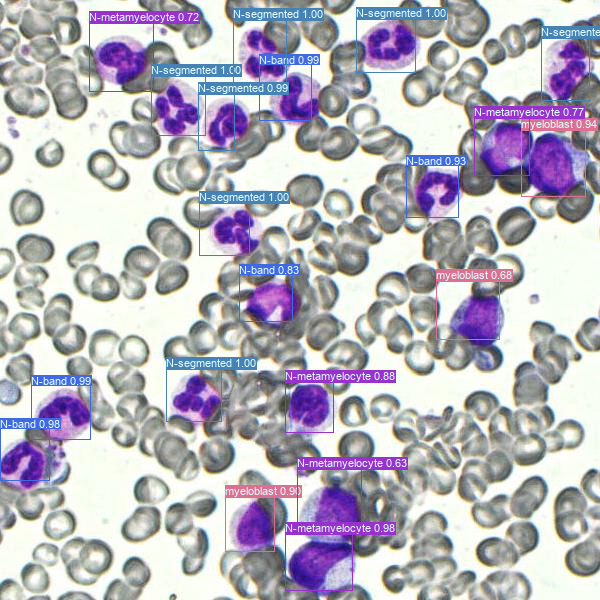 N-metamyelocyte 0.72
N-segmented 1.00
N-segmented 1.00
N-segmente
N-band 0.99
N-segmented 1.00
N-segmented 0.99
N-metamyelocyte 0.77
myeloblast 0.94
N-band 0.93
N-segmented 1.00
N-band 0.83
myeloblast 0.68
N-segmented 1.00
N-metamyelocyte 0.88
N-band 0.99
N-band 0.98
N-metamyelocyte 0.63
myeloblast 0.90
N-metamyelocyte 0.98